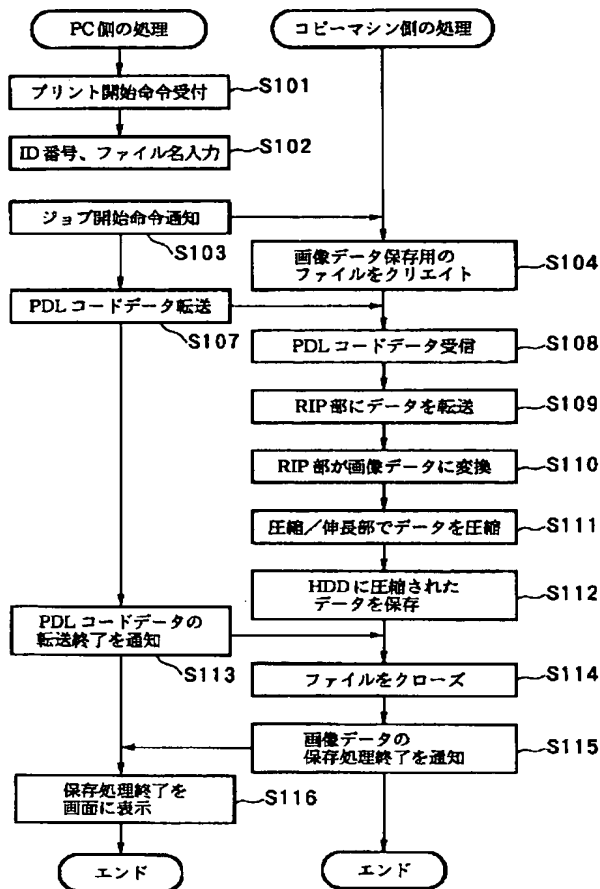 PC側の処理
コピーマシン側の処理
プリント開始命令受付
S101
ID番号、ファイル名入力
S102
ジョブ開始命令通知
S103
画像データ保存用の
ファイルをクリエイト
S104
PDLコードデータ転送
S107
PDLコードデータ受信
S108
RIP部にデータを転送
S109
RIP部が画像データに変換
S110
圧縮/伸長部でデータを圧縮
S111
HDDに圧縮された
データを保存
S112
PDLコードデータの
転送終了を通知
S113
ファイルをクローズ
S114
画像データの
保存処理終了を通知
S115
保存処理終了を
画面に表示
S116
エンド
エンド